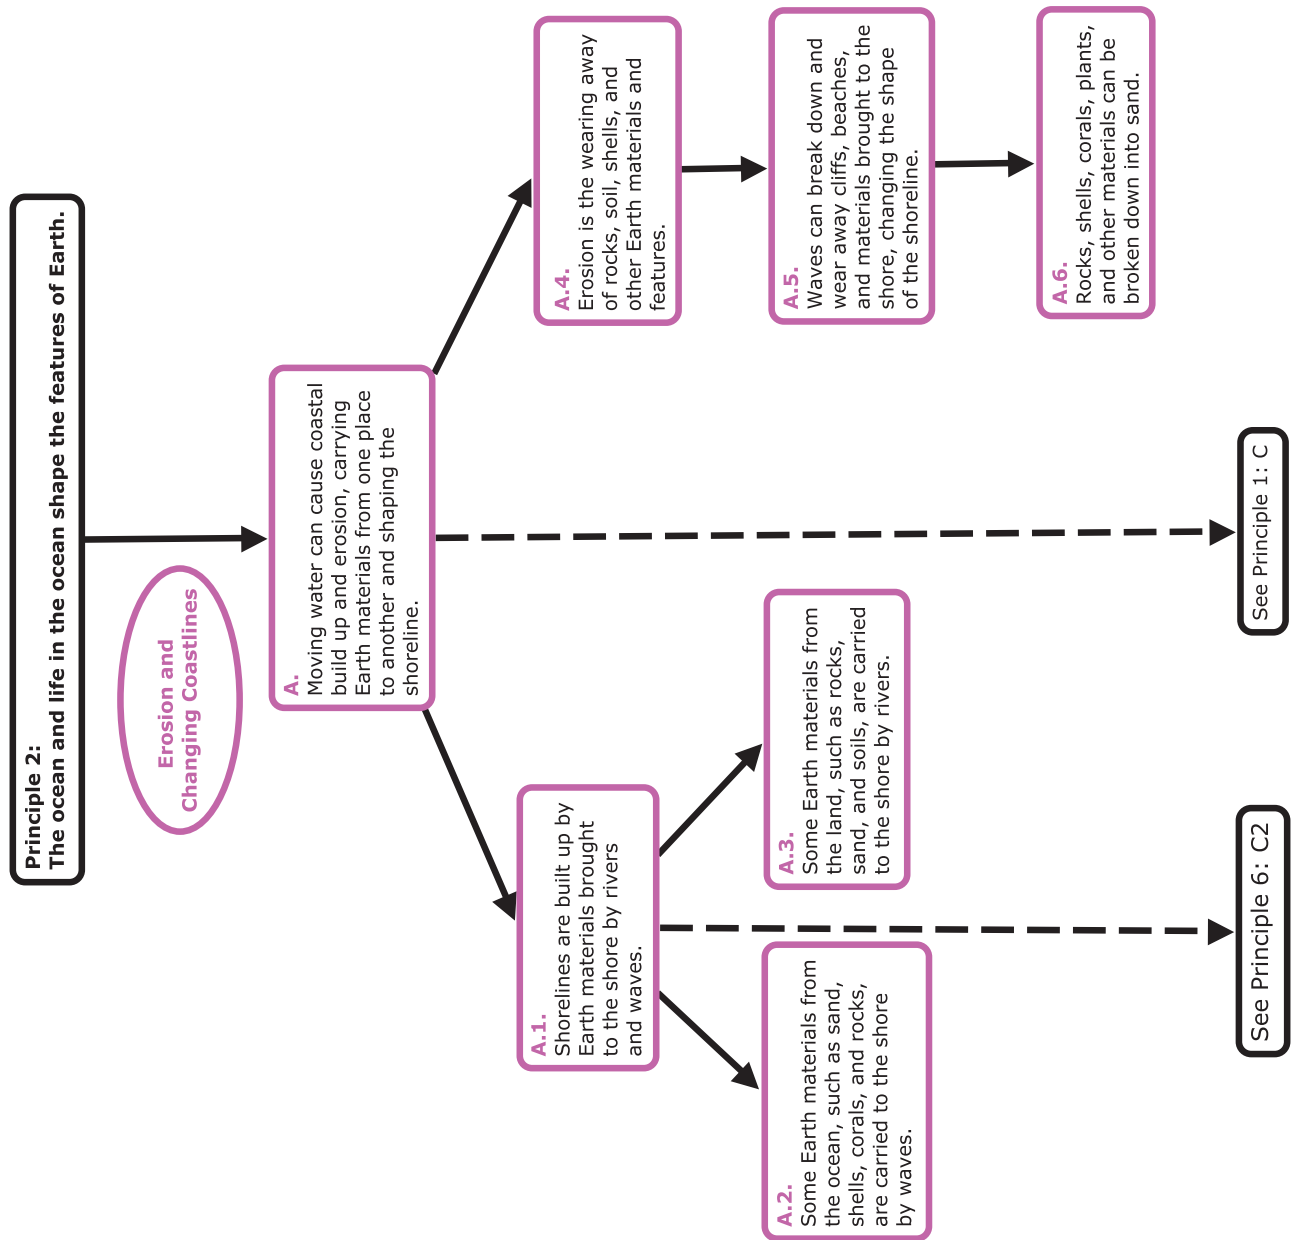 Principle 2:
The ocean and life in the ocean shape the features of Earth.
Erosion and
Changing Coastlines
A.
Moving water can cause coastal
build up and erosion, carrying
Earth materials from one place
to another and shaping the
shoreline.
A.1.
Shorelines are built up by
Earth materials brought
to the shore by rivers
and waves.
A.2.
Some Earth materials from
the ocean, such as sand,
shells, corals, and rocks,
are carried to the shore
by waves.
A.3.
Some Earth materials from
the land, such as rocks,
sand, and soils, are carried
to the shore by rivers.
A.4.
Erosion is the wearing away
of rocks, soil, shells, and
other Earth materials and
features.
A.5.
Waves can break down and
wear away cliffs, beaches,
and materials brought to the
shore, changing the shape
of the shoreline.
A.6.
Rocks, shells, corals, plants,
and other materials can be
broken down into sand.
See Principle 6: C2
See Principle 1: C